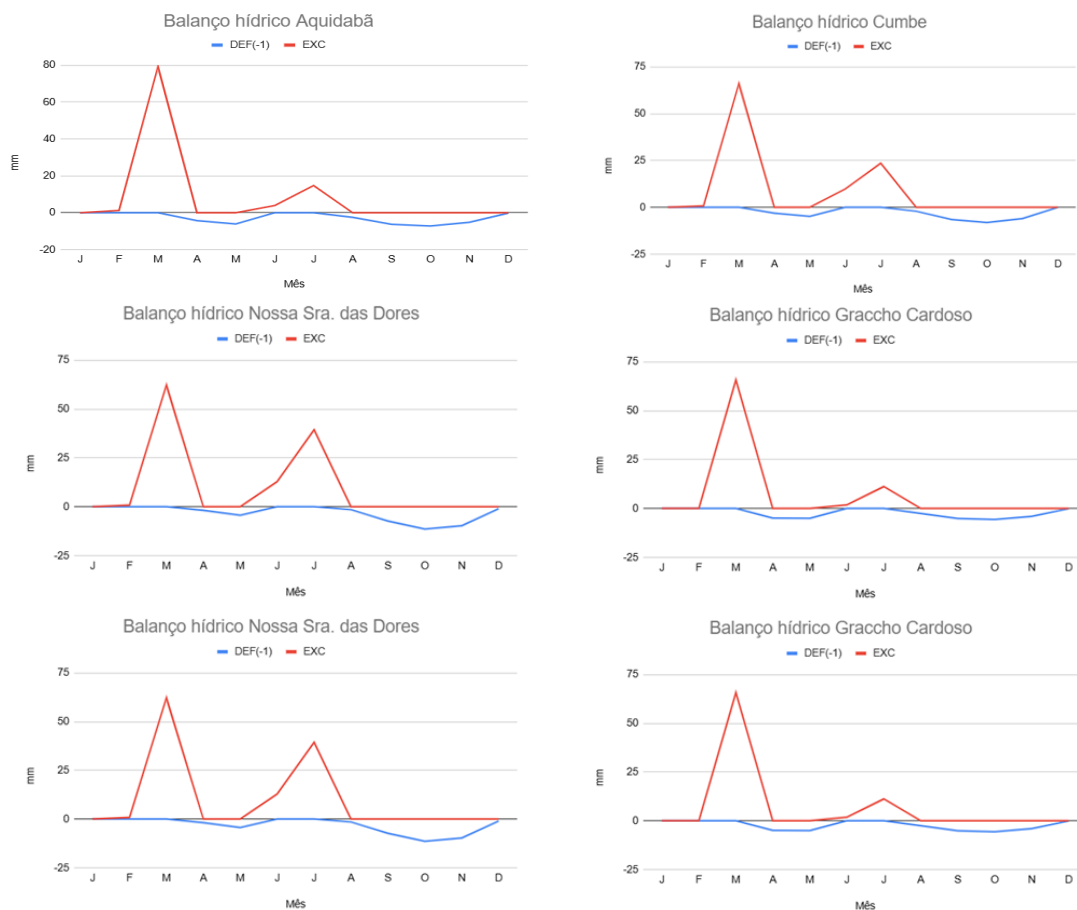 Balanço hídrico Aquidabã
DEF(-1) EXC
80
60
40
20
0
-20
mm
J F M A M J J A S O N D
Mês
Balanço hídrico Cumbe
DEF(-1) EXC
75
50
25
0
-25
mm
J F M A M J J A S O N D
Mês
Balanço hídrico Nossa Sra. das Dores
DEF(-1) EXC
75
50
25
0
-25
mm
J F M A M J J A S O N D
Mês
Balanço hídrico Graccho Cardoso
DEF(-1) EXC
75
50
25
0
-25
mm
J F M A M J J A S O N D
Mês
Balanço hídrico Nossa Sra. das Dores
DEF(-1) EXC
75
50
25
0
-25
mm
J F M A M J J A S O N D
Mês
Balanço hídrico Graccho Cardoso
DEF(-1) EXC
75
50
25
0
-25
mm
J F M A M J J A S O N D
Mês